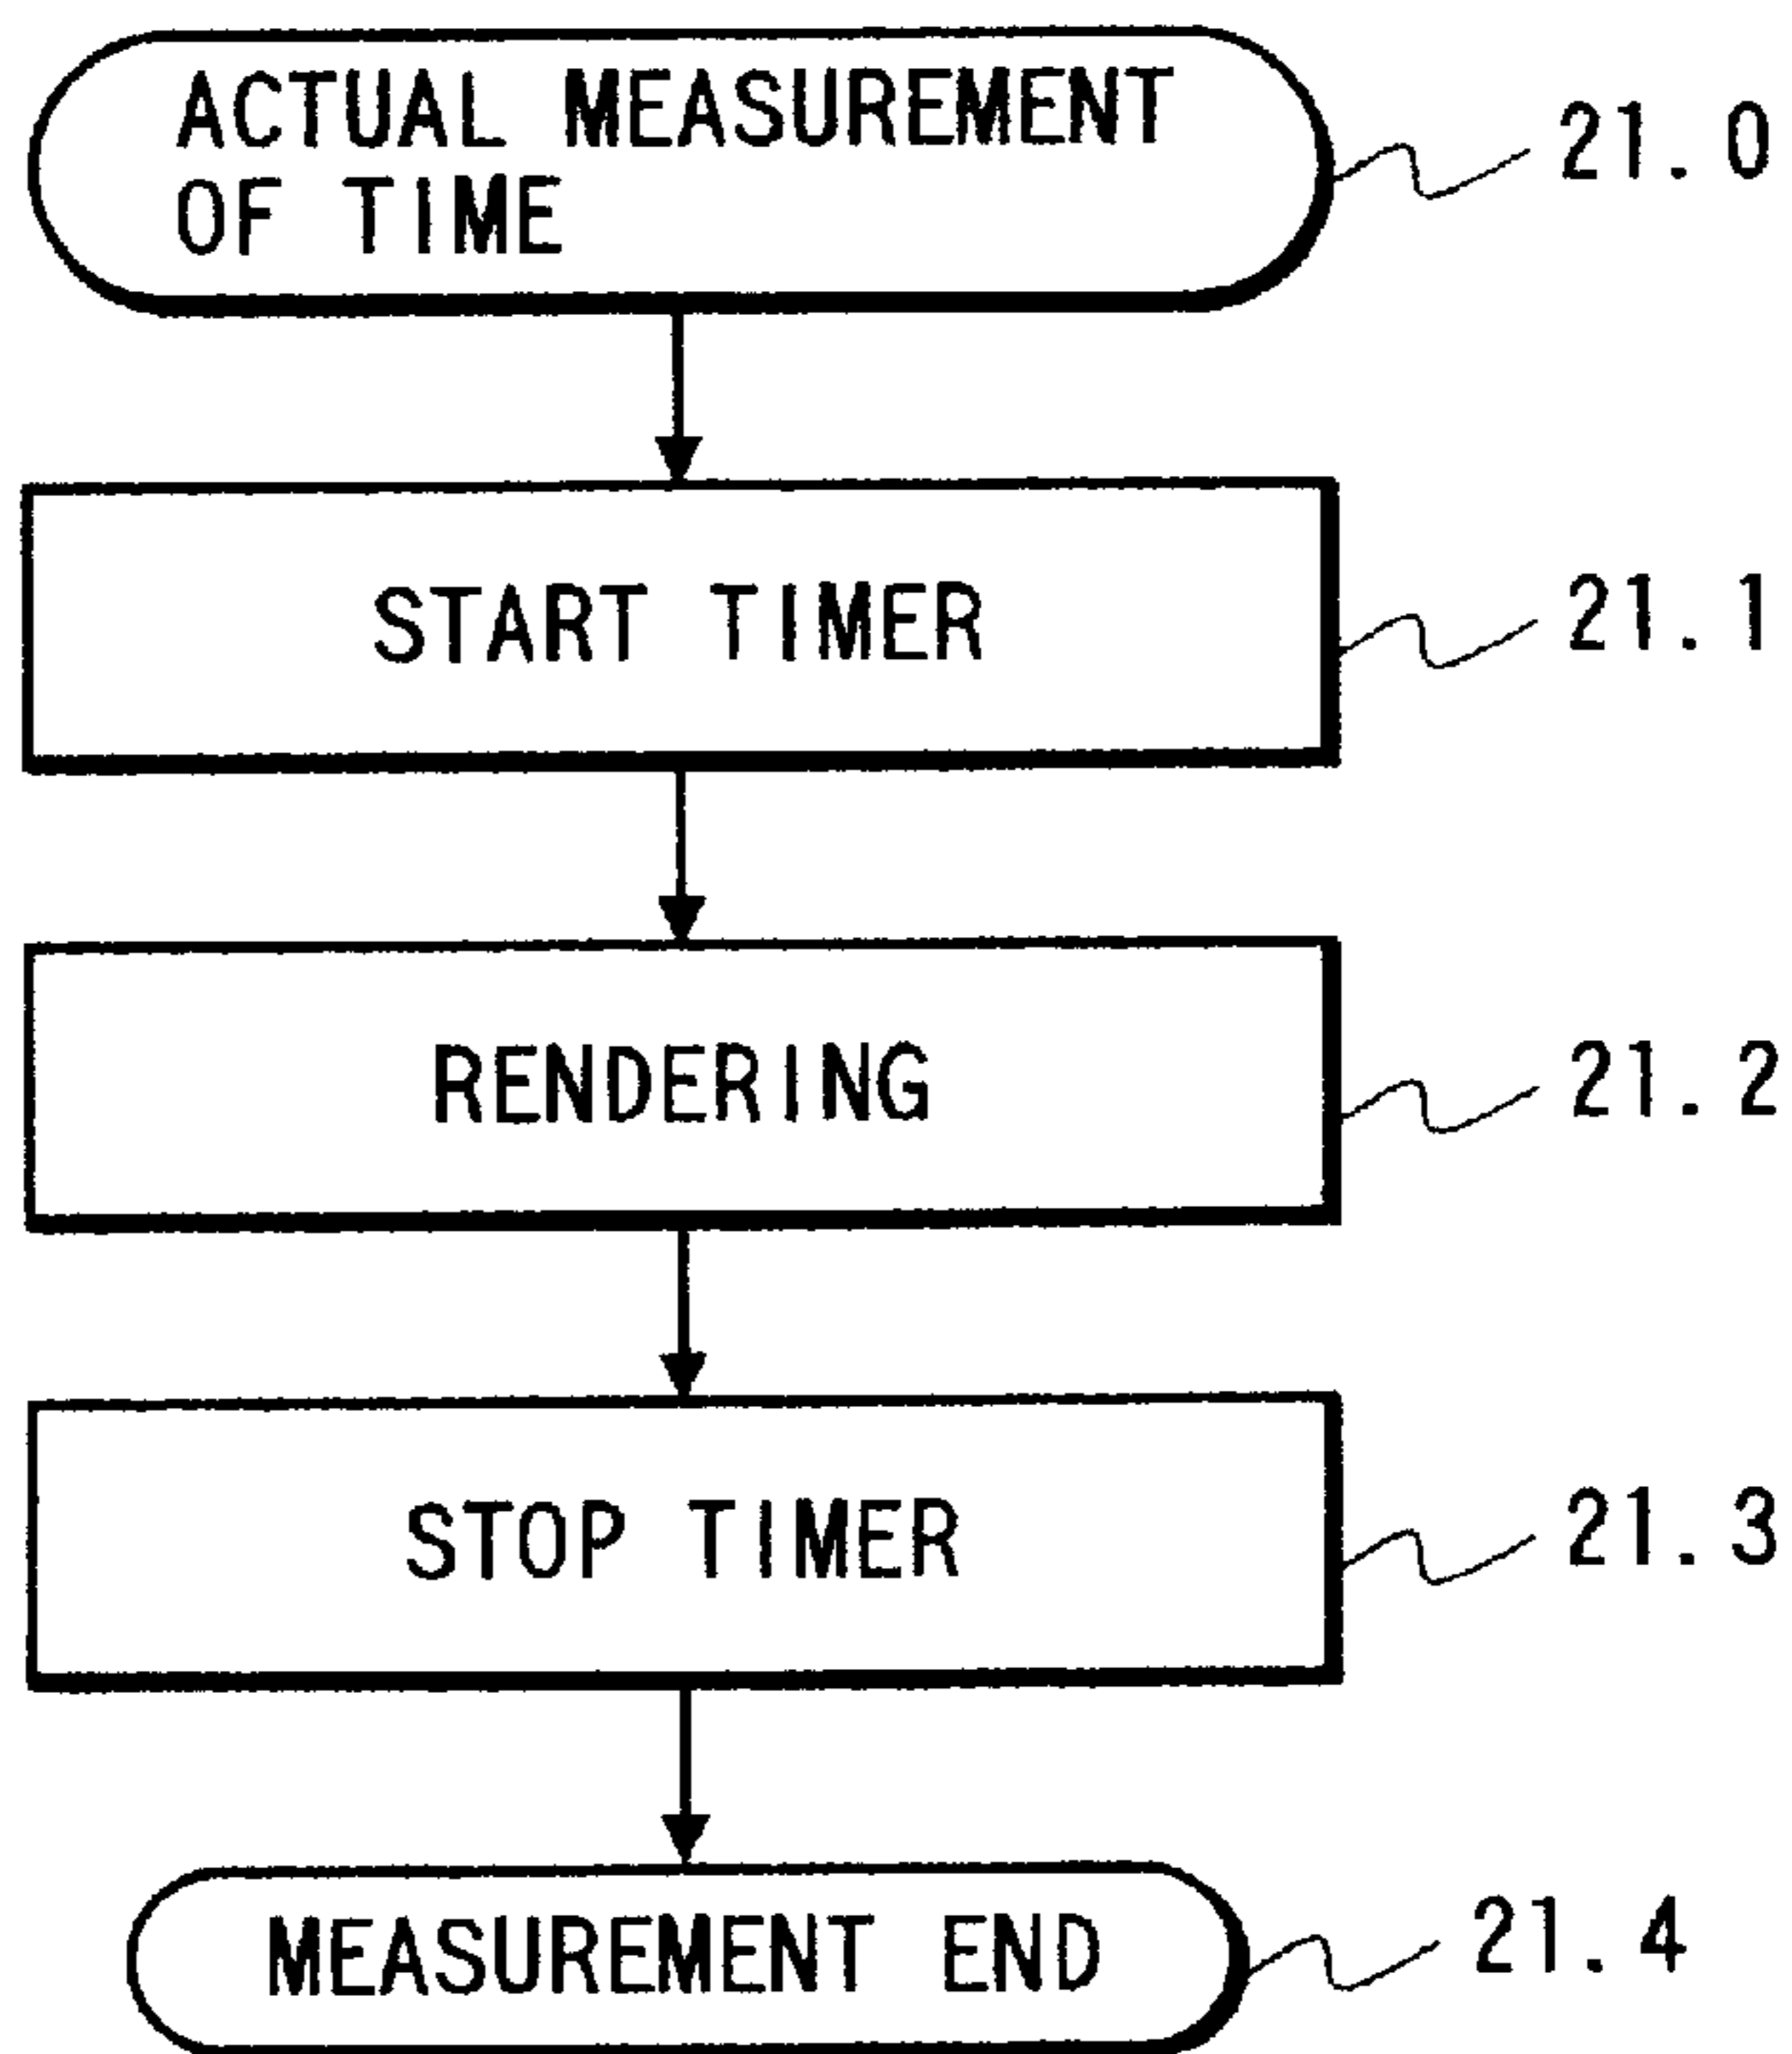 ACTUAL MEASUREMENT
OF TIME
21.0
START TIMER
21.1
RENDERING
21.2
STOP TIMER
21.3
MEASUREMENT END
21.4